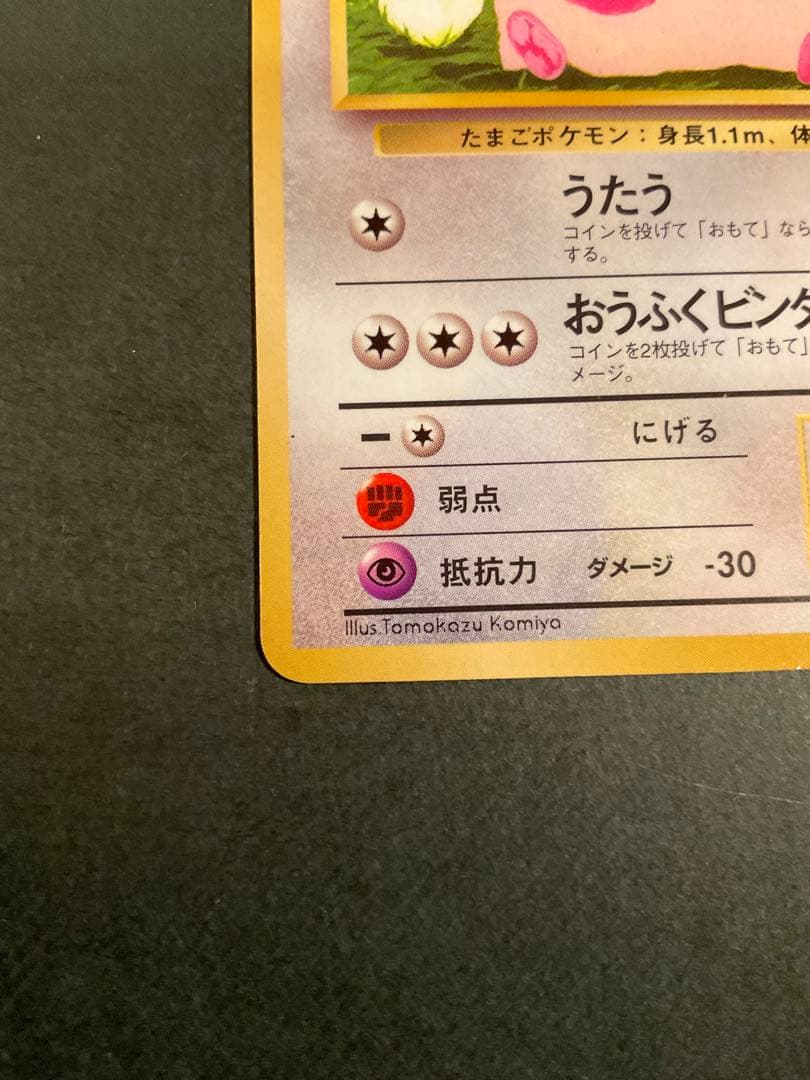 たまごポケモン：身長1.1m、体
うたう
コインを投げて「おもて」なら
する。
おうふくビンタ
コインを2枚投げて「おもて」
メージ。
にげる
弱点
抵抗力 ダメージ -30
Illus.Tomokazu Komiya